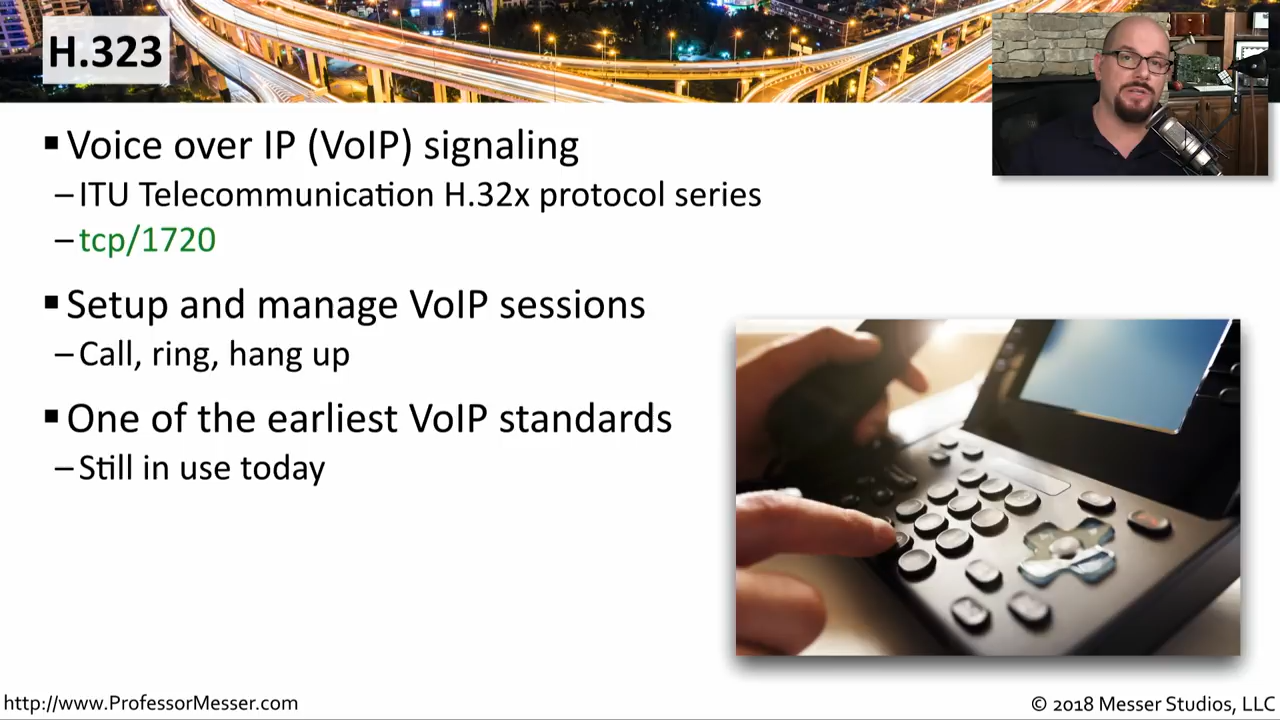 H.323
▪ Voice over IP (VoIP) signaling
– ITU Telecommunication H.32x protocol series
– tcp/1720
▪ Setup and manage VoIP sessions
– Call, ring, hang up
▪ One of the earliest VoIP standards
– Still in use today
http://www.ProfessorMesser.com
© 2018 Messer Studios, LLC